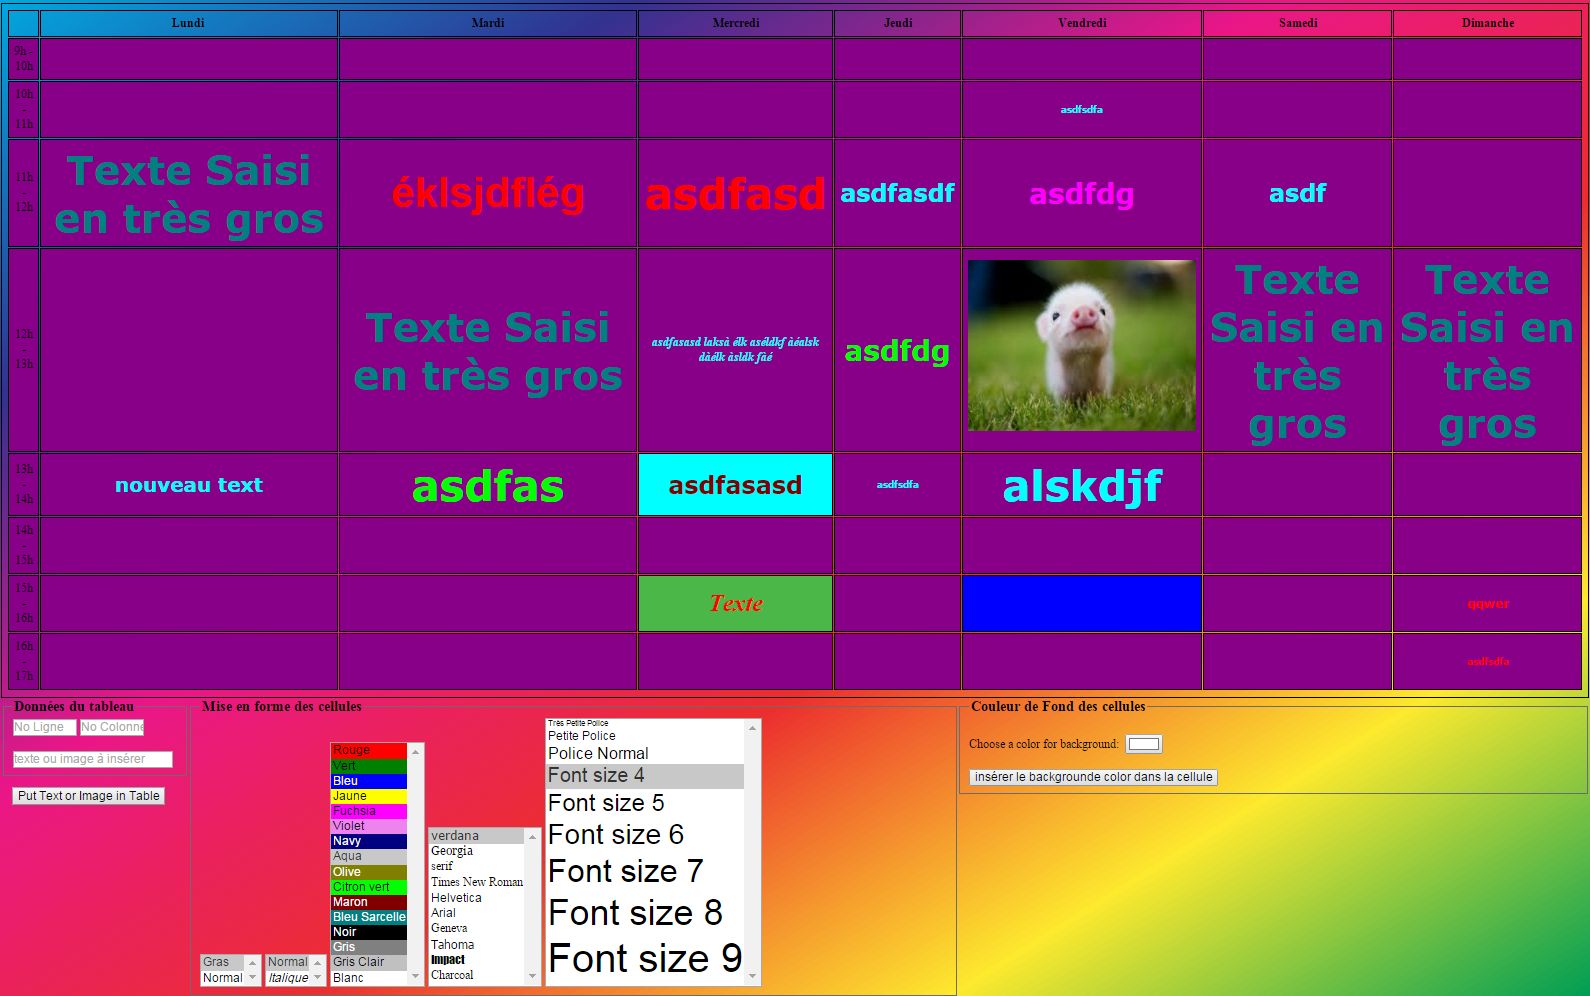 Lundi Mardi Mercredi Jeudi Vendredi Samedi Dimanche
9h -
10h
10h
-
11h
asdfsdfa
11h
-
12h
Texte Saisi
en très gros
éklsjdflég
asdfasd
asdfasdf
asdfdg
asdf
12h
-
13h
Texte Saisi
en très gros
asdfasasd laksà élk aséldkf àéalsk
dàélk àsldk fàé
asdfdg
Texte
Saisi en
très
gros
Texte
Saisi en
très
gros
13h
-
14h
nouveau text
asdfas
asdfasasd
asdfsdfa
alskdjf
14h
-
15h
15h
-
16h
Texte
qqwer
16h
-
17h
asdfsdfa
Données du tableau
No Ligne No Colonne
texte ou image à insérer
Put Text or Image in Table
Mise en forme des cellules
Gras
Normal
Normal
Italique
Rouge
Vert
Bleu
Jaune
Fuchsia
Violet
Navy
Aqua
Olive
Citron vert
Maron
Bleu Sarcelle
Noir
Gris
Gris Clair
Blanc
verdana
Georgia
serif
Times New Roman
Helvetica
Arial
Geneva
Tahoma
Impact
Charcoal
Très Petite Police
Petite Police
Police Normal
Font size 4
Font size 5
Font size 6
Font size 7
Font size 8
Font size 9
Couleur de Fond des cellules
Choose a color for background:
insérer le backgrounde color dans la cellule